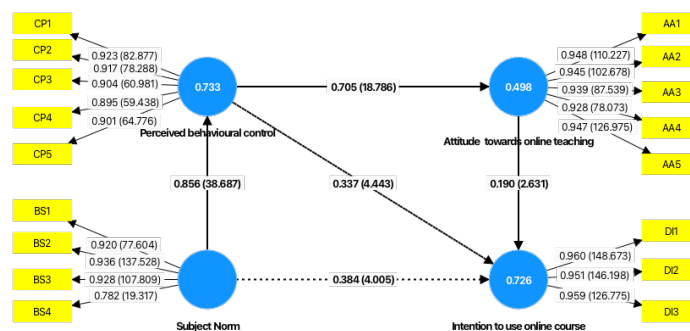 CP1
CP2
CP3
CP4
CP5
0.923 (82.877)
0.917 (78.288)
0.904 (60.981)
0.895 (59.438)
0.901 (64.776)
0.733
Perceived behavioural control
0.705 (18.786)
0.498
Attitude towards online teaching
0.948 (110.227)
0.945 (102.678)
0.939 (87.539)
0.928 (78.073)
0.947 (126.975)
AA1
AA2
AA3
AA4
AA5
0.856 (38.687)
0.337 (4.443)
0.190 (2.631)
BS1
BS2
BS3
BS4
0.920 (77.604)
0.936 (137.528)
0.928 (107.809)
0.782 (19.317)
Subject Norm
0.384 (4.005)
0.726
Intention to use online course
0.960 (148.673)
0.951 (146.198)
0.959 (126.775)
DI1
DI2
DI3